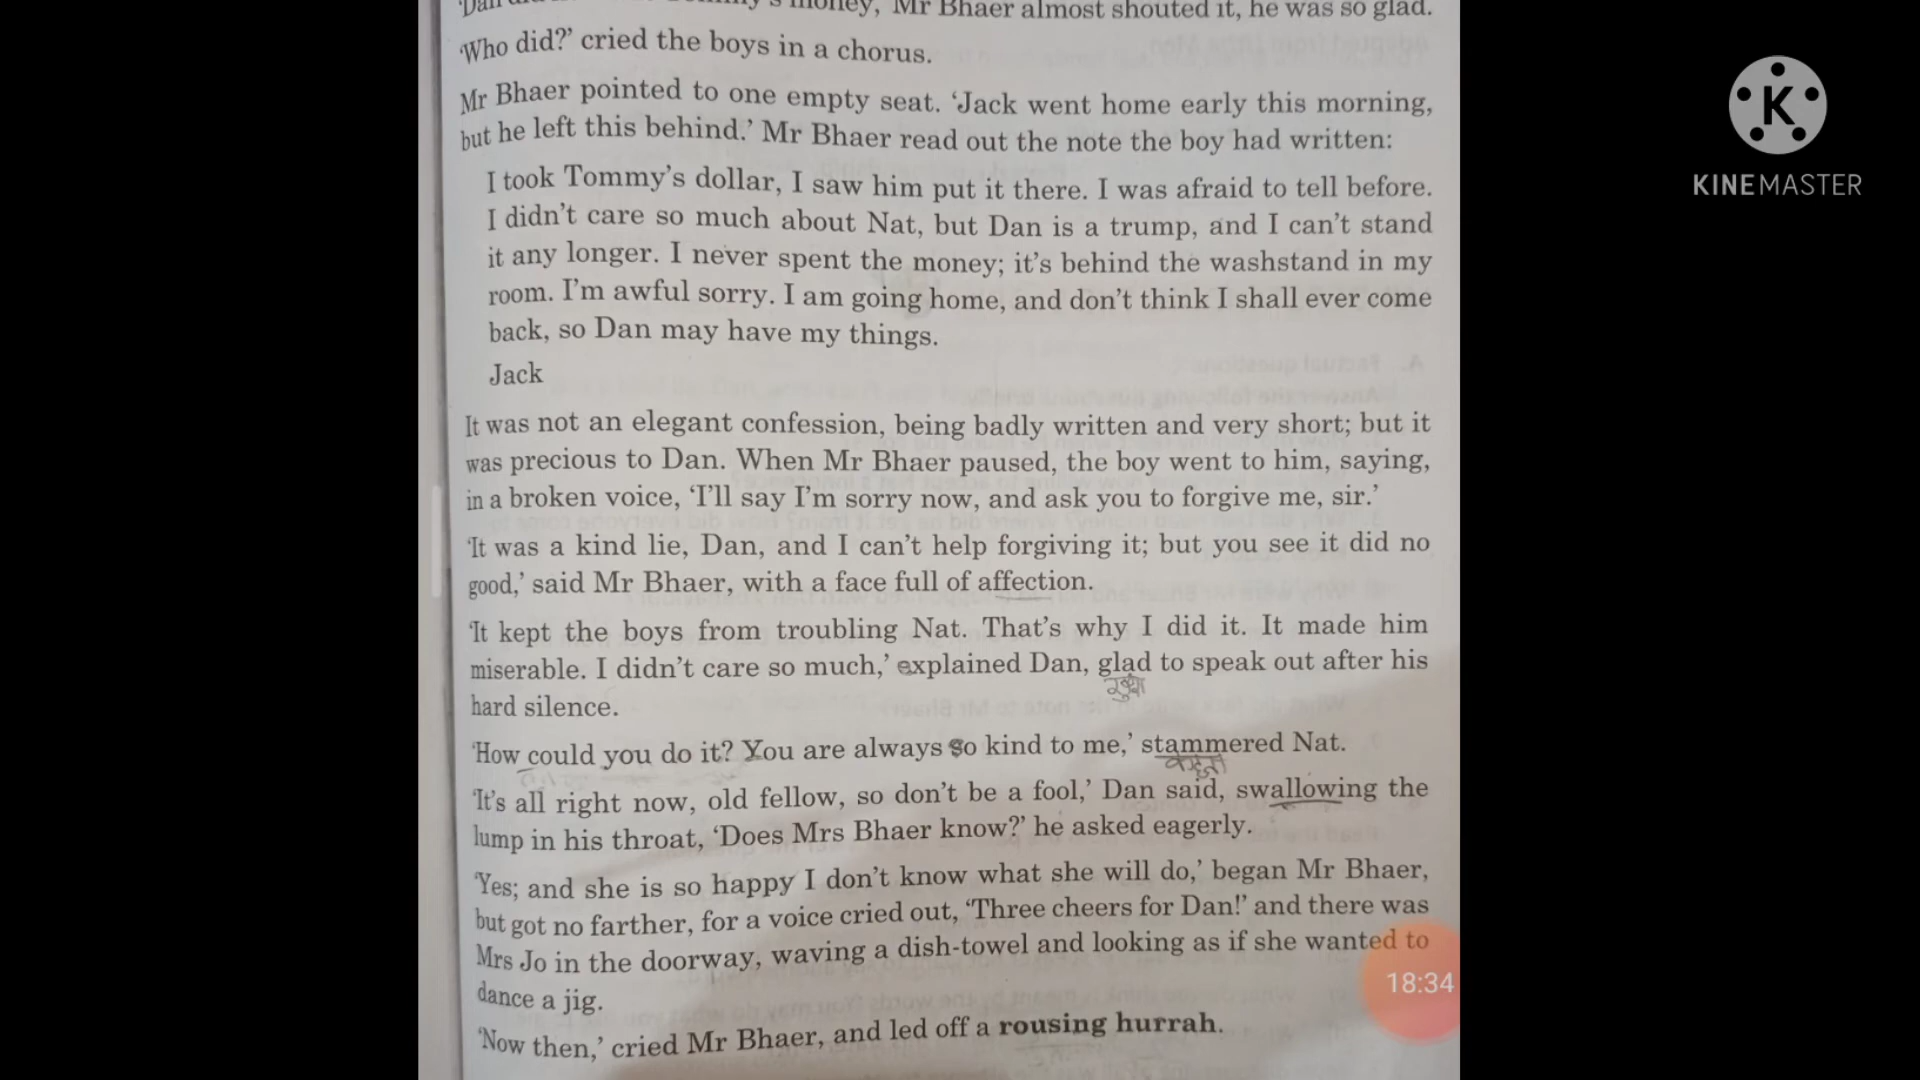 money, Mr Bhaer almost shouted it, he was so glad.
‘Who did?’ cried the boys in a chorus.
Mr Bhaer pointed to one empty seat. ‘Jack went home early this morning,
but he left this behind.’ Mr Bhaer read out the note the boy had written:
I took Tommy’s dollar, I saw him put it there. I was afraid to tell before.
I didn’t care so much about Nat, but Dan is a trump, and I can’t stand
it any longer. I never spent the money; it’s behind the washstand in my
room. I’m awful sorry. I am going home, and don’t think I shall ever come
back, so Dan may have my things.
Jack
It was not an elegant confession, being badly written and very short; but it
was precious to Dan. When Mr Bhaer paused, the boy went to him, saying,
in a broken voice, ‘I’ll say I’m sorry now, and ask you to forgive me, sir.’
‘It was a kind lie, Dan, and I can’t help forgiving it; but you see it did no
good,’ said Mr Bhaer, with a face full of affection.
‘It kept the boys from troubling Nat. That’s why I did it. It made him
miserable. I didn’t care so much,’ explained Dan, glad to speak out after his
hard silence.
‘How could you do it? You are always so kind to me,’ stammered Nat.
‘It’s all right now, old fellow, so don’t be a fool,’ Dan said, swallowing the
lump in his throat, ‘Does Mrs Bhaer know?’ he asked eagerly.
‘Yes; and she is so happy I don’t know what she will do,’ began Mr Bhaer,
but got no farther, for a voice cried out, ‘Three cheers for Dan!’ and there was
Mrs Jo in the doorway, waving a dish-towel and looking as if she wanted to
dance a jig.
‘Now then,’ cried Mr Bhaer, and led off a rousing hurrah.
18:34
K
KINEMASTER